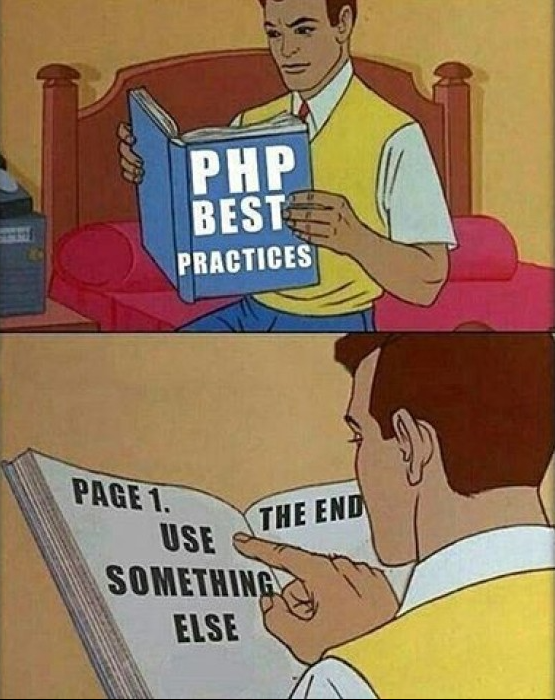 PHP
BEST
PRACTICES
PAGE 1.
USE
SOMETHING
ELSE
THE END